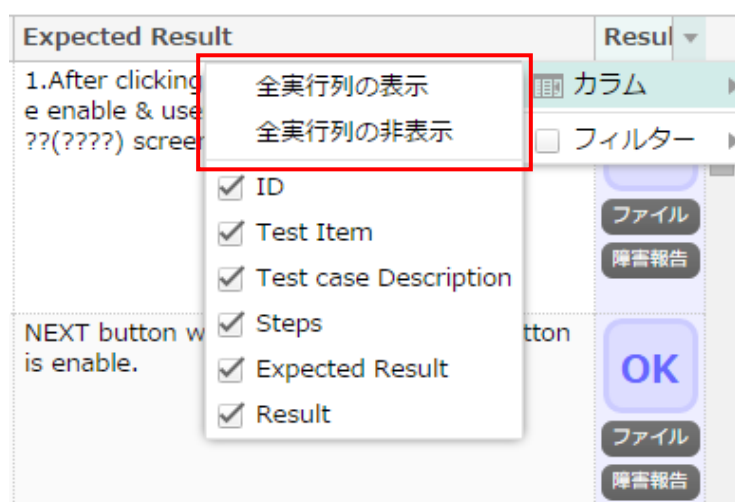 Expected Result
Resul
1.After clicking
e enable & use
??(????) screen
全実行列の表示
全実行列の非表示
カラム
フィルター
ID
Test Item
Test case Description
Steps
Expected Result
Result
ファイル
障害報告
NEXT button w
tton
is enable.
OK
ファイル
障害報告